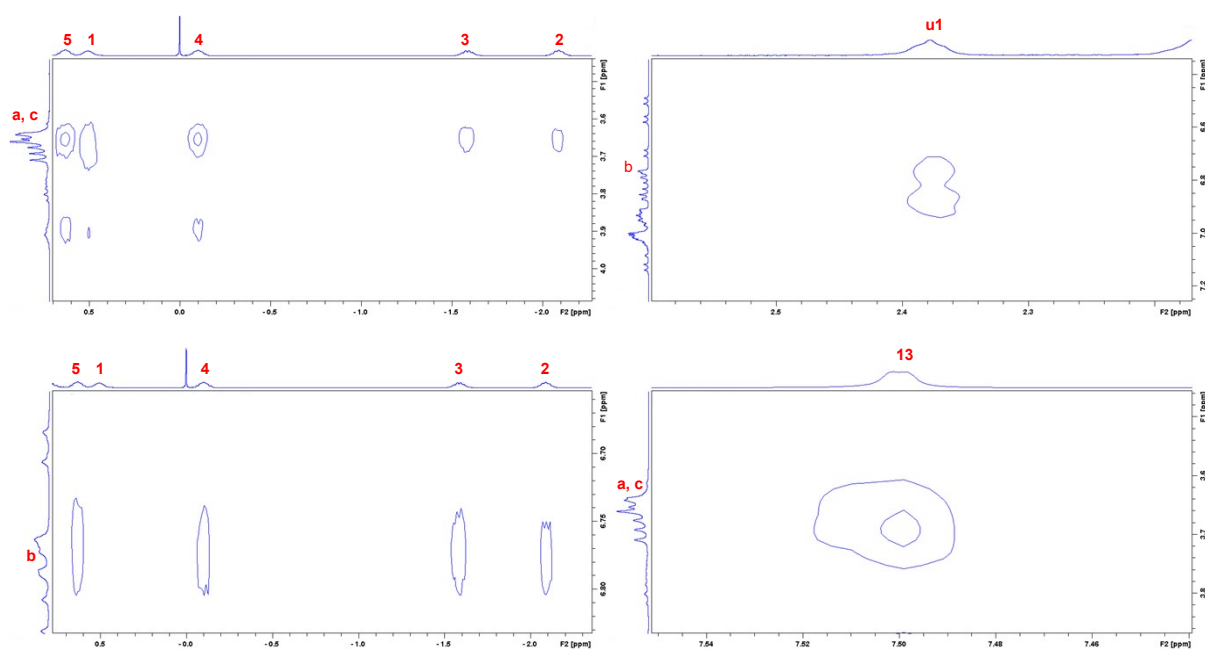 5 1 4 3 2
a, c
F1 [ppm]
3.6
3.7
3.8
3.9
4.0
0.5 0.0 -0.5 -1.0 -1.5 -2.0 F2 [ppm]
u1
b
F1 [ppm]
6.6
6.8
7.0
7.2
2.5 2.4 2.3 F2 [ppm]
5 1 4 3 2
b
F1 [ppm]
6.70
6.75
6.80
0.5 -0.0 -0.5 -1.0 -1.5 -2.0 F2 [ppm]
13
a, c
F1 [ppm]
3.6
3.7
3.8
7.54 7.52 7.50 7.48 7.46 F2 [ppm]